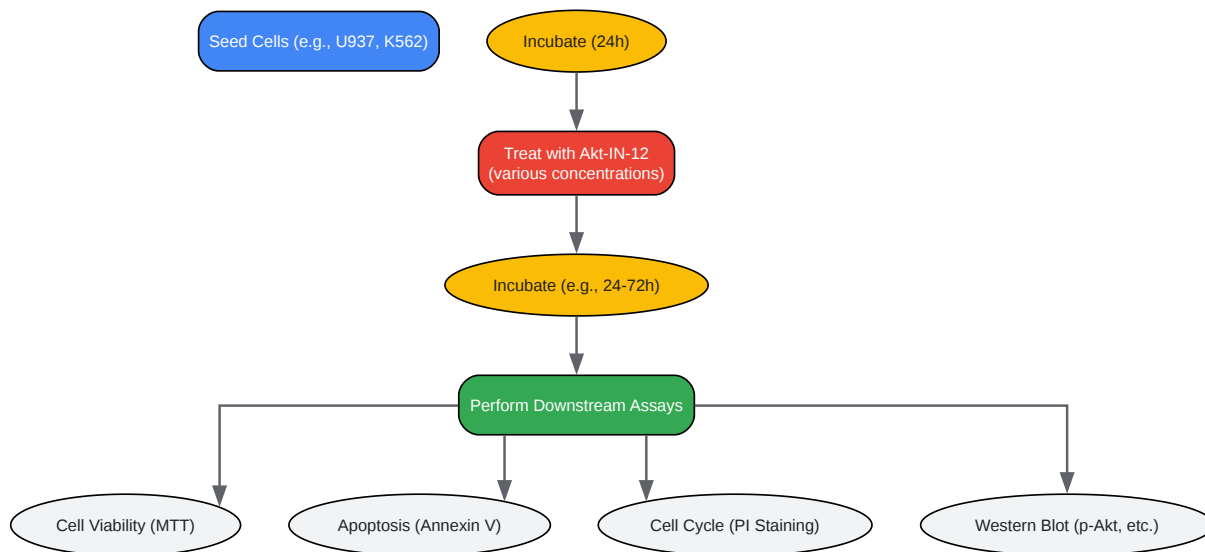 Seed Cells (e.g., U937, K562)
Incubate (24h)
Treat with Akt-IN-12
(various concentrations)
Incubate (e.g., 24-72h)
Perform Downstream Assays
Cell Viability (MTT)
Apoptosis (Annexin V)
Cell Cycle (PI Staining)
Western Blot (p-Akt, etc.)